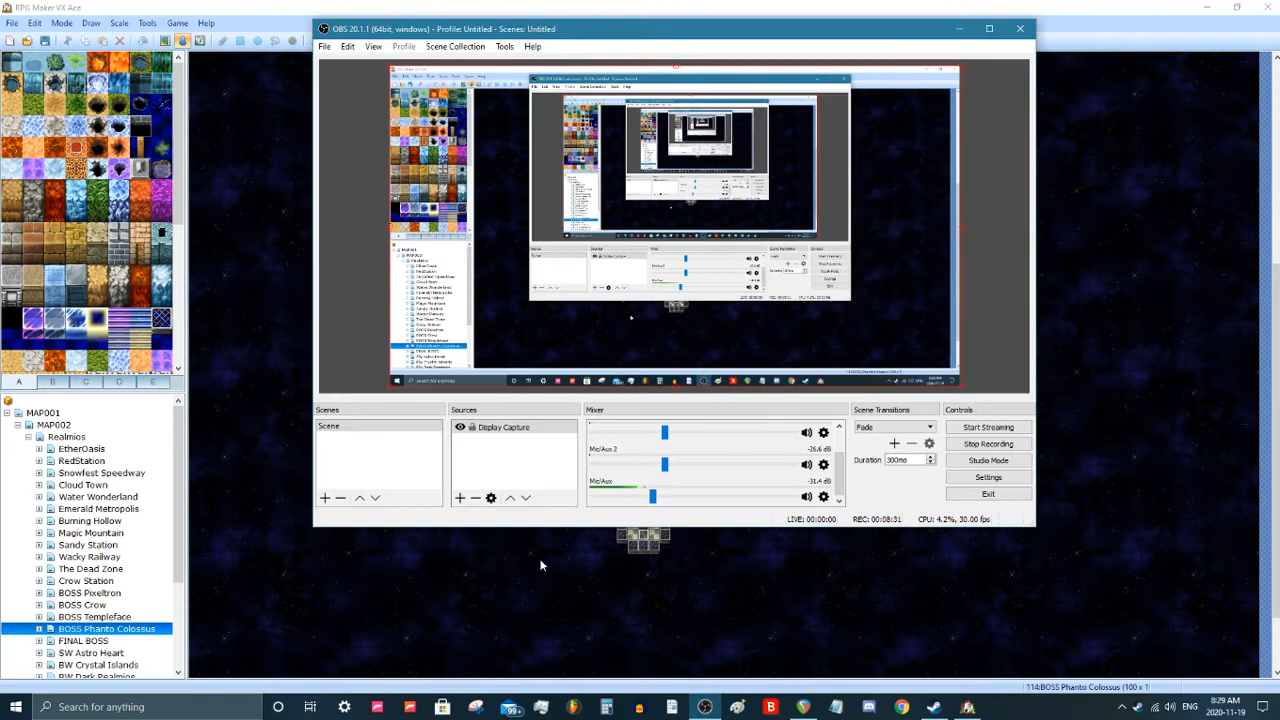 RPG Maker VX Ace
File Edit Mode Draw Scale Tools Game Help
OBS 20.1.1 (64bit, windows) - Profile: Untitled - Scenes: Untitled
File Edit View Profile Scene Collection Tools Help
A B C D E
MAP001
MAP002
Realmios
EtherOasis
RedStation
Snowfest Speedway
Cloud Town
Water Wonderland
Emerald Metropolis
Burning Hollow
Magic Mountain
Sandy Station
Wacky Railway
The Dead Zone
Crow Station
BOSS Pixeltron
BOSS Crow
BOSS Templeface
BOSS Phanto Colossus
FINAL BOSS
SW Astro Heart
BW Crystal Islands
BW Dark Realmios
Scenes
Scene
Sources
Display Capture
Mixer
Mic/Aux 2 -26.6 dB
Mic/Aux -31.4 dB
Scene Transitions
Fade
Duration 300ms
Controls
Start Streaming
Stop Recording
Studio Mode
Settings
Exit
LIVE: 00:00:00 REC: 00:08:31 CPU: 4.2%, 30.00 fps
114:BOSS Phanto Colossus (100 x 1
Search for anything
99+
ENG
8:29 AM
2020-11-19